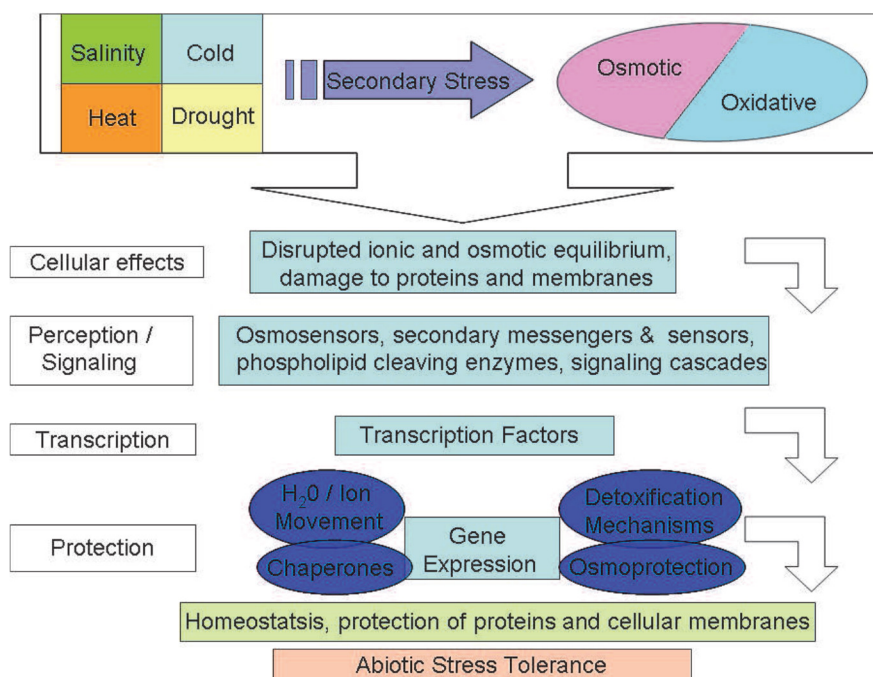 Salinity
Cold
Heat
Drought
Secondary Stress
Osmotic
Oxidative
Cellular effects
Disrupted ionic and osmotic equilibrium,
damage to proteins and membranes
Perception /
Signaling
Osmosensors, secondary messengers & sensors,
phospholipid cleaving enzymes, signaling cascades
Transcription
Transcription Factors
Protection
H₂0 / Ion
Movement
Chaperones
Gene
Expression
Detoxification
Mechanisms
Osmoprotection
Homeostatsis, protection of proteins and cellular membranes
Abiotic Stress Tolerance